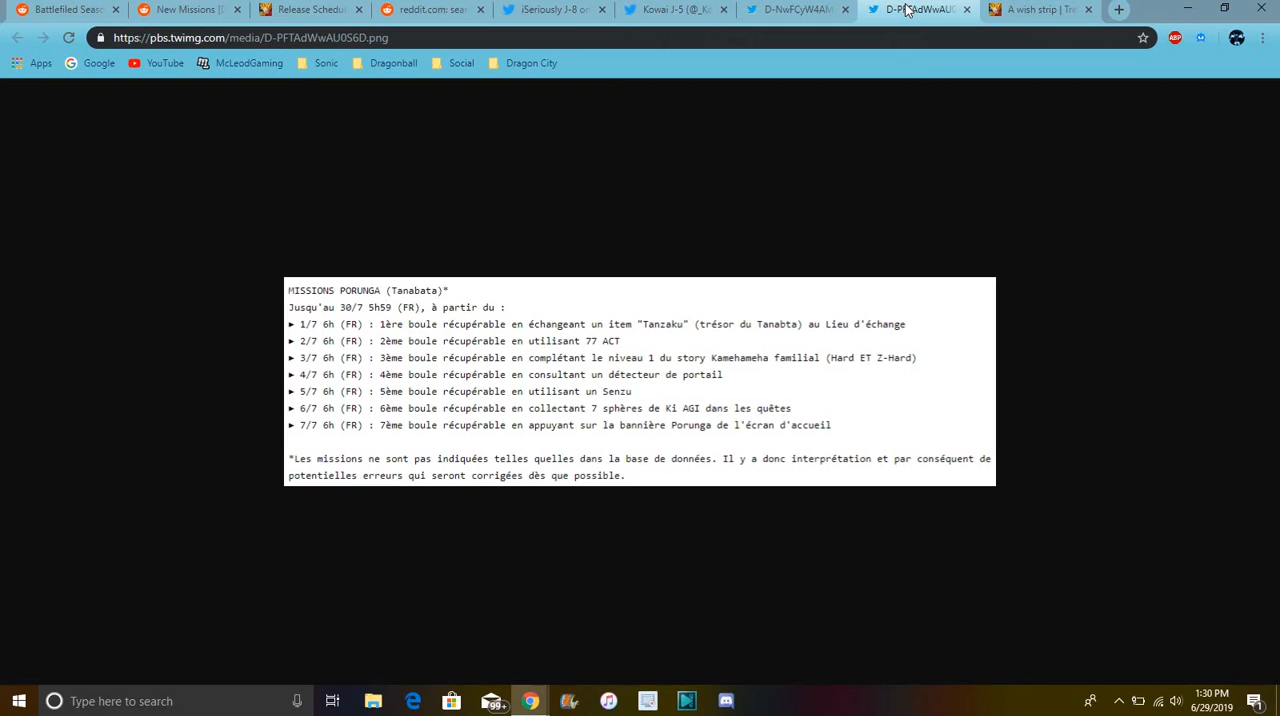 Battlefiled Seaso
New Missions [D
Release Schedul
reddit.com: sear
iSeriously J-8 on
Kowai J-5 (@_Ko
D-NwFCyW4AM
D-PFTAdWwAU0
A wish strip | Tre
https://pbs.twimg.com/media/D-PFTAdWwAU0S6D.png
ABP
Apps
Google
YouTube
McLeodGaming
Sonic
Dragonball
Social
Dragon City
MISSIONS PORUNGA (Tanabata)*
Jusqu'au 30/7 5h59 (FR), à partir du :
► 1/7 6h (FR) : 1ère boule récupérable en échangeant un item "Tanzaku" (trésor du Tanabta) au Lieu d'échange
► 2/7 6h (FR) : 2ème boule récupérable en utilisant 77 ACT
► 3/7 6h (FR) : 3ème boule récupérable en complétant le niveau 1 du story Kamehameha familial (Hard ET Z-Hard)
► 4/7 6h (FR) : 4ème boule récupérable en consultant un détecteur de portail
► 5/7 6h (FR) : 5ème boule récupérable en utilisant un Senzu
► 6/7 6h (FR) : 6ème boule récupérable en collectant 7 sphères de Ki AGI dans les quêtes
► 7/7 6h (FR) : 7ème boule récupérable en appuyant sur la bannière Porunga de l'écran d'accueil
*Les missions ne sont pas indiquées telles quelles dans la base de données. Il y a donc interprétation et par conséquent de
potentielles erreurs qui seront corrigées dès que possible.
Type here to search
99+
1:30 PM
6/29/2019
1